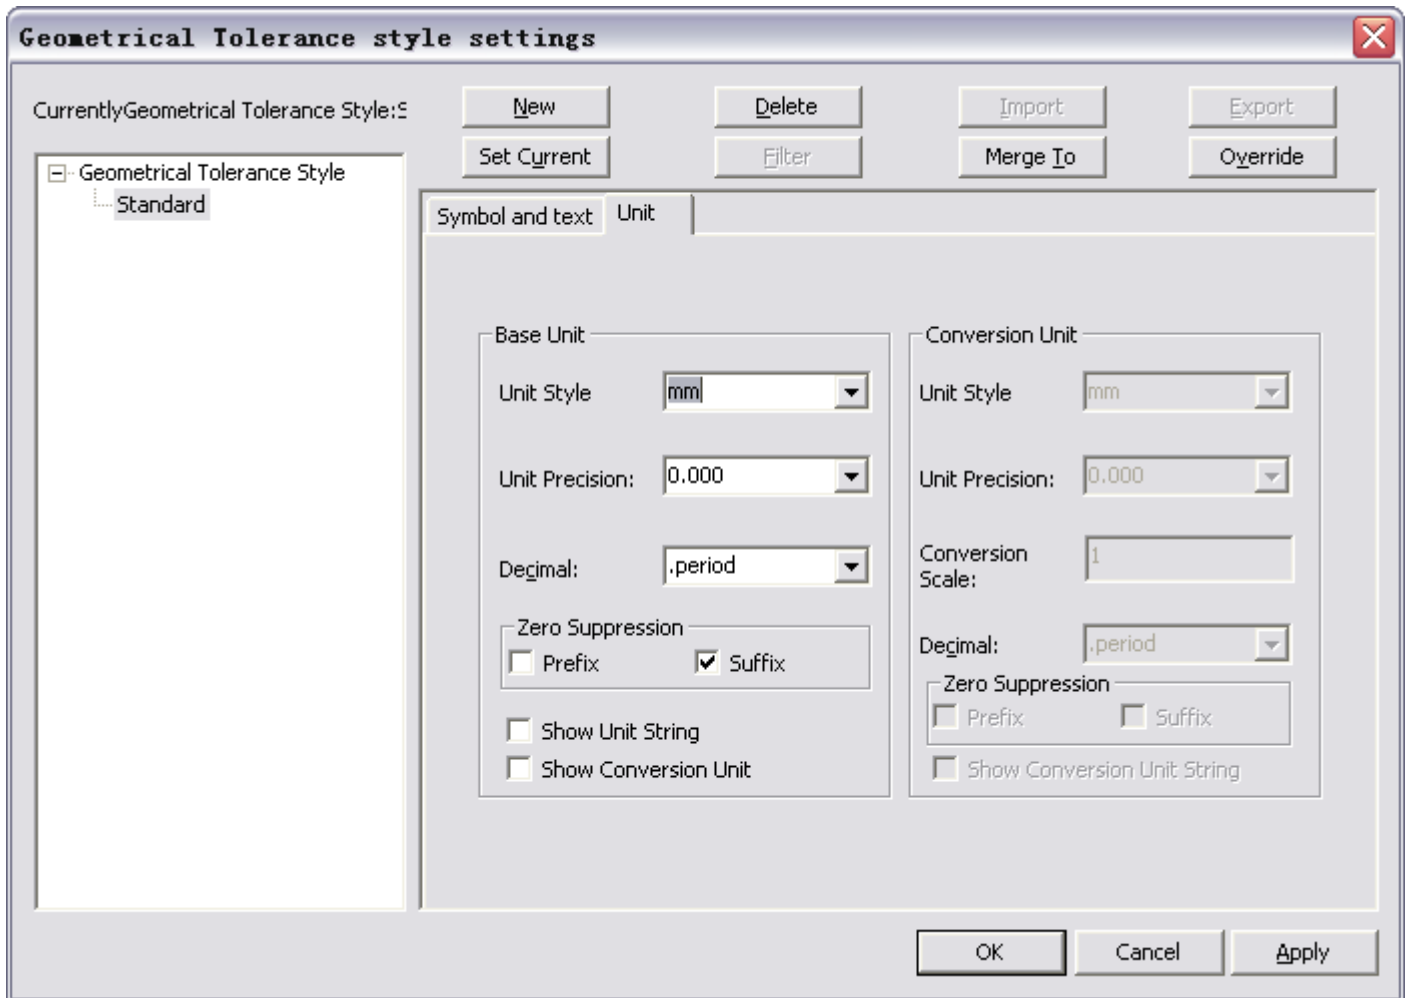 Geometrical Tolerance style settings
CurrentlyGeometrical Tolerance Style:S
New Delete Import Export
Set Current Filter Merge To Override
Geometrical Tolerance Style
Standard
Symbol and text Unit
Base Unit
Unit Style mm
Unit Precision: 0.000
Decimal: .period
Zero Suppression
Prefix Suffix
Show Unit String
Show Conversion Unit
Conversion Unit
Unit Style mm
Unit Precision: 0.000
Conversion
Scale: 1
Decimal: .period
Zero Suppression
Prefix Suffix
Show Conversion Unit String
OK Cancel Apply